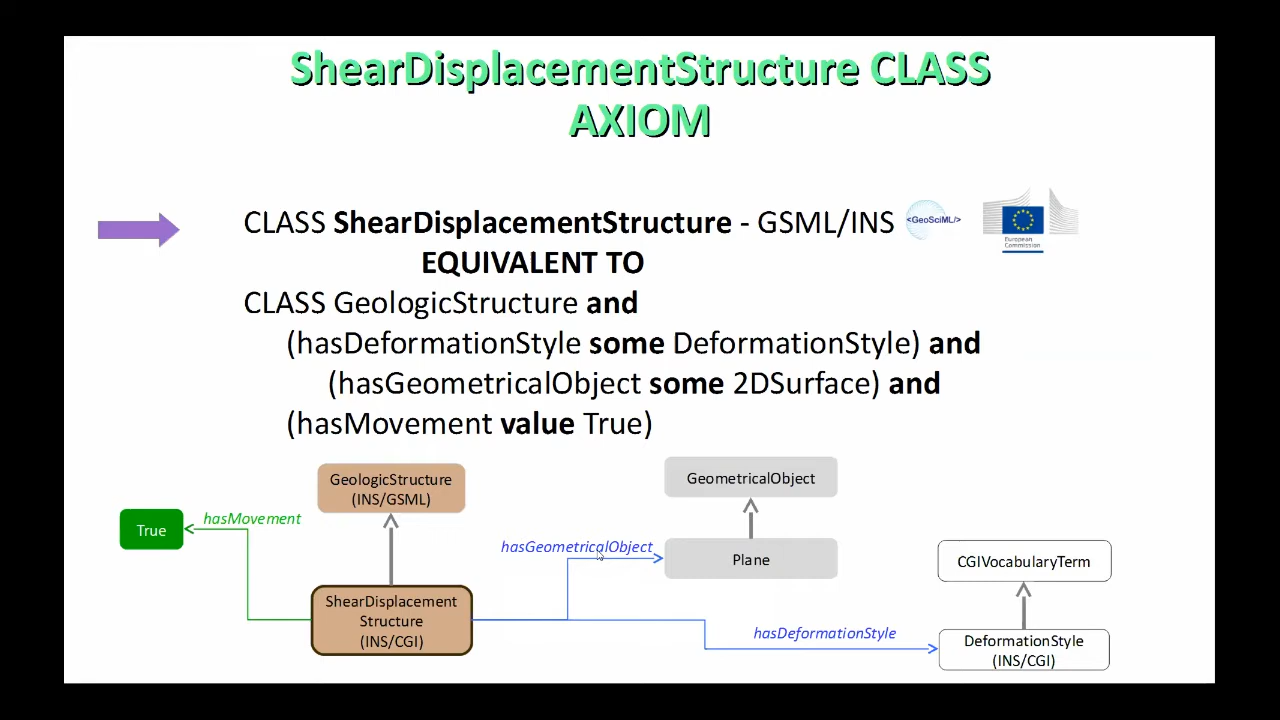 ShearDisplacementStructure CLASS
AXIOM
CLASS ShearDisplacementStructure - GSML/INS
<GeoSciML/>
European
Commission
EQUIVALENT TO
CLASS GeologicStructure and
(hasDeformationStyle some DeformationStyle) and
(hasGeometricalObject some 2DSurface) and
(hasMovement value True)
GeologicStructure
(INS/GSML)
GeometricalObject
True
hasMovement
hasGeometricalObject
Plane
CGIVocabularyTerm
ShearDisplacement
Structure
(INS/CGI)
hasDeformationStyle
DeformationStyle
(INS/CGI)